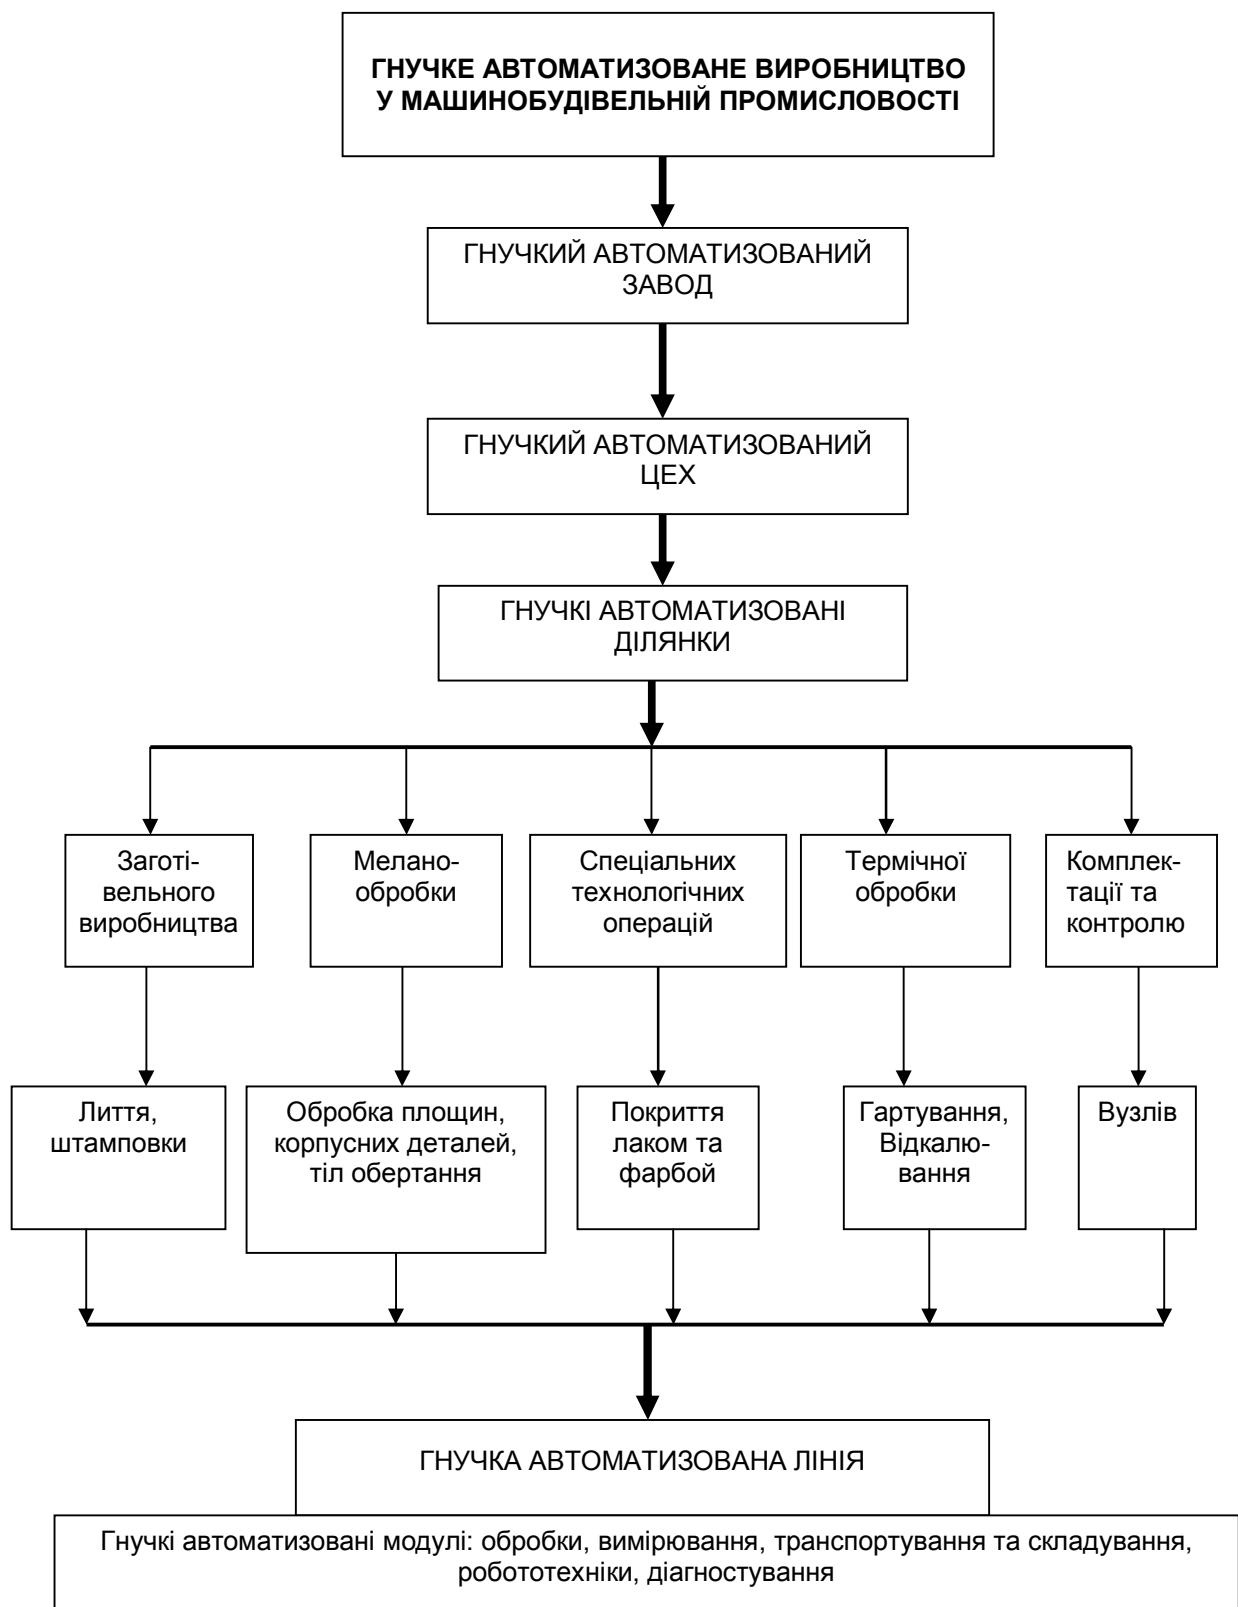 ГНУЧКЕ АВТОМАТИЗОВАНЕ ВИРОБНИЦТВО
У МАШИНОБУДІВЕЛЬНІЙ ПРОМИСЛОВОСТІ
ГНУЧКИЙ АВТОМАТИЗОВАНИЙ
ЗАВОД
ГНУЧКИЙ АВТОМАТИЗОВАНИЙ
ЦЕХ
ГНУЧКІ АВТОМАТИЗОВАНІ
ДІЛЯНКИ
Заготі-
вельного
виробництва
Мелано-
обробки
Спеціальних
технологічних
операцій
Термічної
обробки
Комплек-
тації та
контролю
Лиття,
штамповки
Обробка площин,
корпусних деталей,
тіл обертання
Покриття
лаком та
фарбой
Гартування,
Відкалю-
вання
Вузлів
ГНУЧКА АВТОМАТИЗОВАНА ЛІНІЯ
Гнучкі автоматизовані модулі: обробки, вимірювання, транспортування та складування,
робототехніки, діагностування